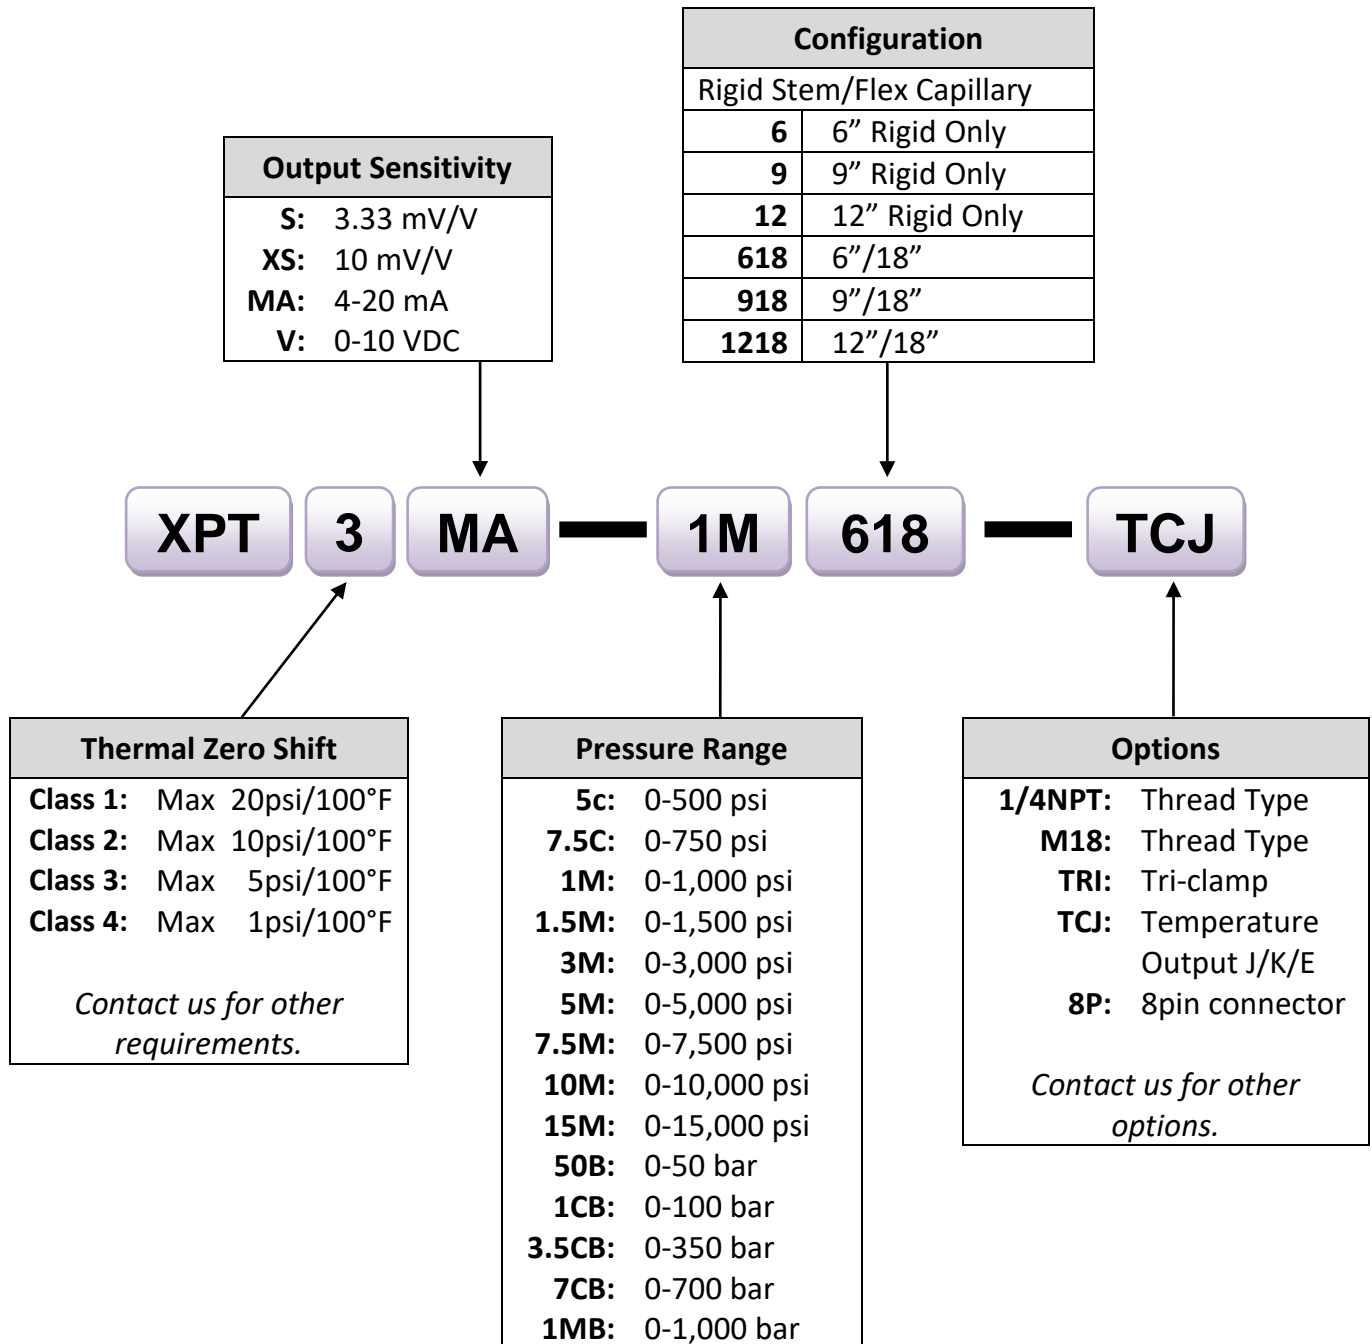 Configuration
Rigid Stem/Flex Capillary
6 6” Rigid Only
9 9” Rigid Only
12 12” Rigid Only
618 6”/18”
918 9”/18”
1218 12”/18”
Output Sensitivity
S: 3.33 mV/V
XS: 10 mV/V
MA: 4-20 mA
V: 0-10 VDC
XPT 3 MA — 1M 618 — TCJ
Thermal Zero Shift
Class 1: Max 20psi/100°F
Class 2: Max 10psi/100°F
Class 3: Max 5psi/100°F
Class 4: Max 1psi/100°F
Contact us for other
requirements.
Pressure Range
5c: 0-500 psi
7.5C: 0-750 psi
1M: 0-1,000 psi
1.5M: 0-1,500 psi
3M: 0-3,000 psi
5M: 0-5,000 psi
7.5M: 0-7,500 psi
10M: 0-10,000 psi
15M: 0-15,000 psi
50B: 0-50 bar
1CB: 0-100 bar
3.5CB: 0-350 bar
7CB: 0-700 bar
1MB: 0-1,000 bar
Options
1/4NPT: Thread Type
M18: Thread Type
TRI: Tri-clamp
TCJ: Temperature
Output J/K/E
8P: 8pin connector
Contact us for other
options.